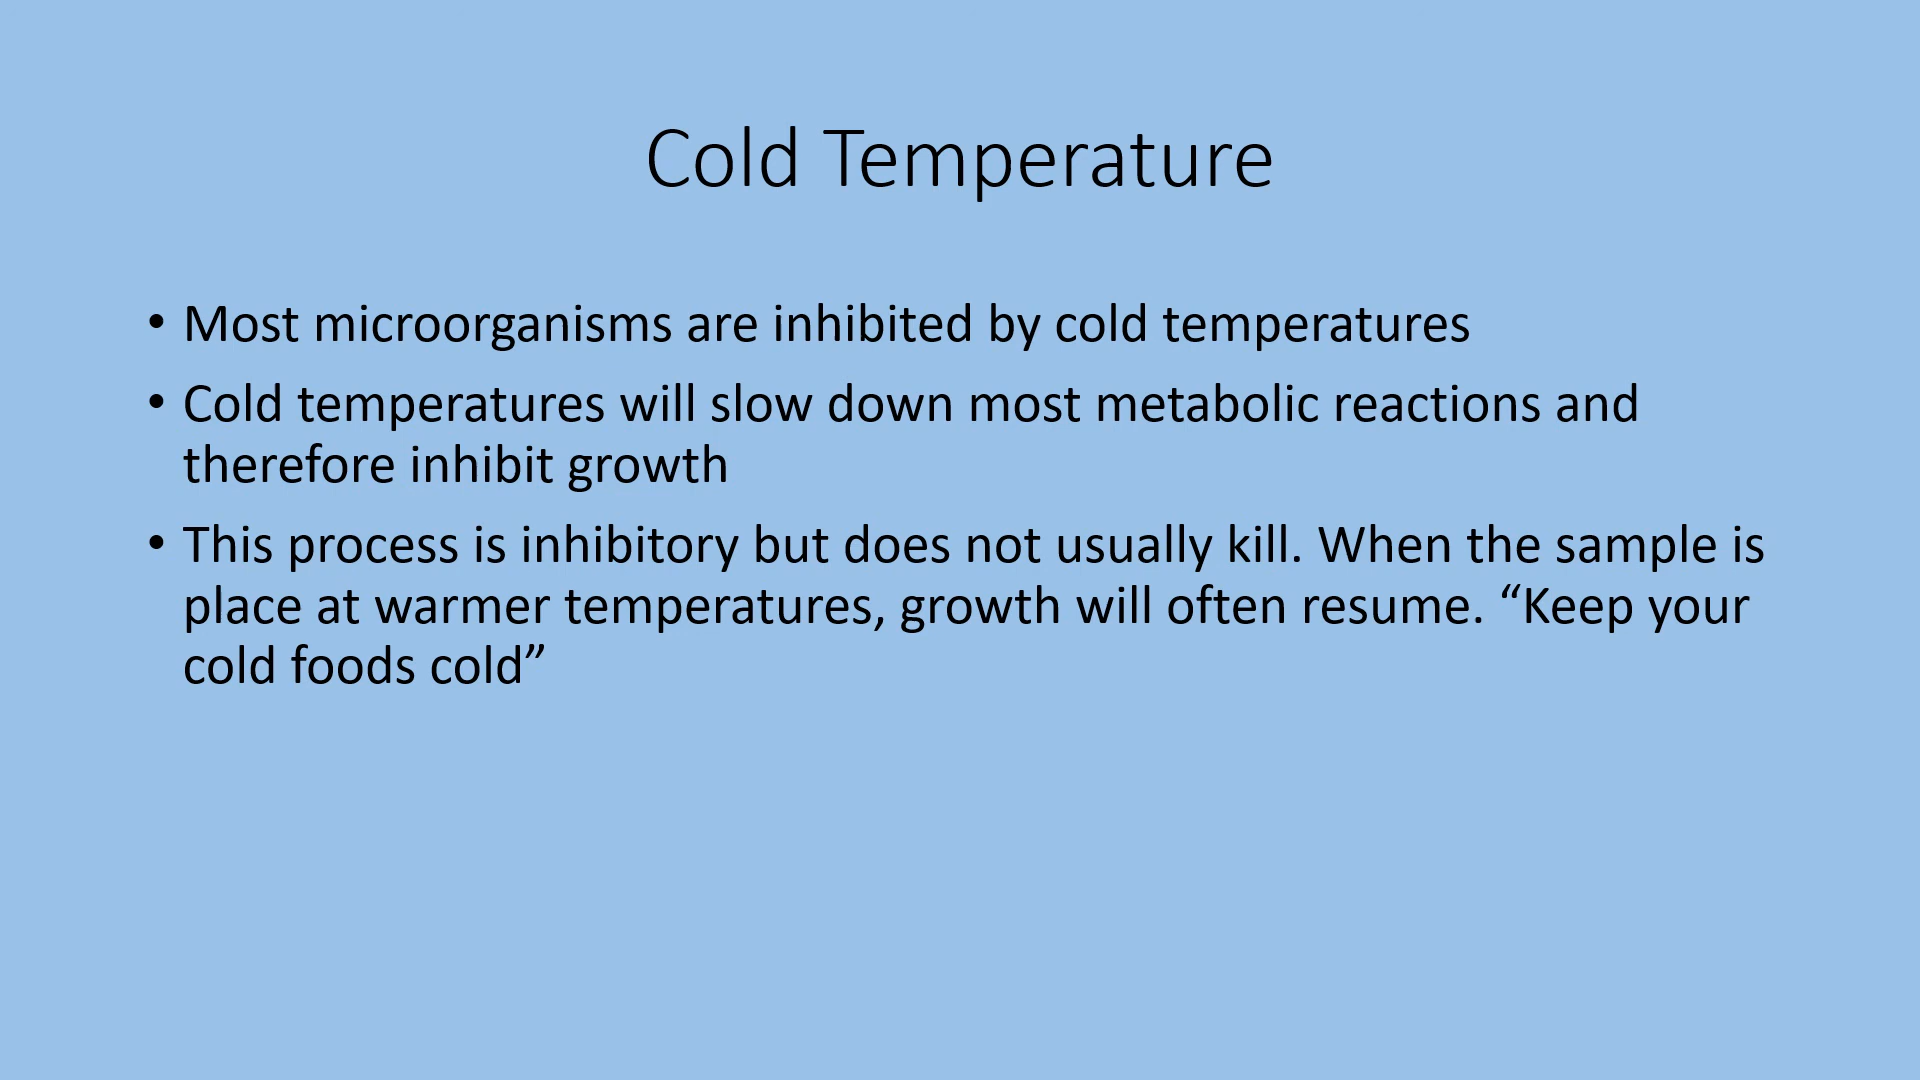 Cold Temperature
• Most microorganisms are inhibited by cold temperatures
• Cold temperatures will slow down most metabolic reactions and
therefore inhibit growth
• This process is inhibitory but does not usually kill. When the sample is
place at warmer temperatures, growth will often resume. “Keep your
cold foods cold”